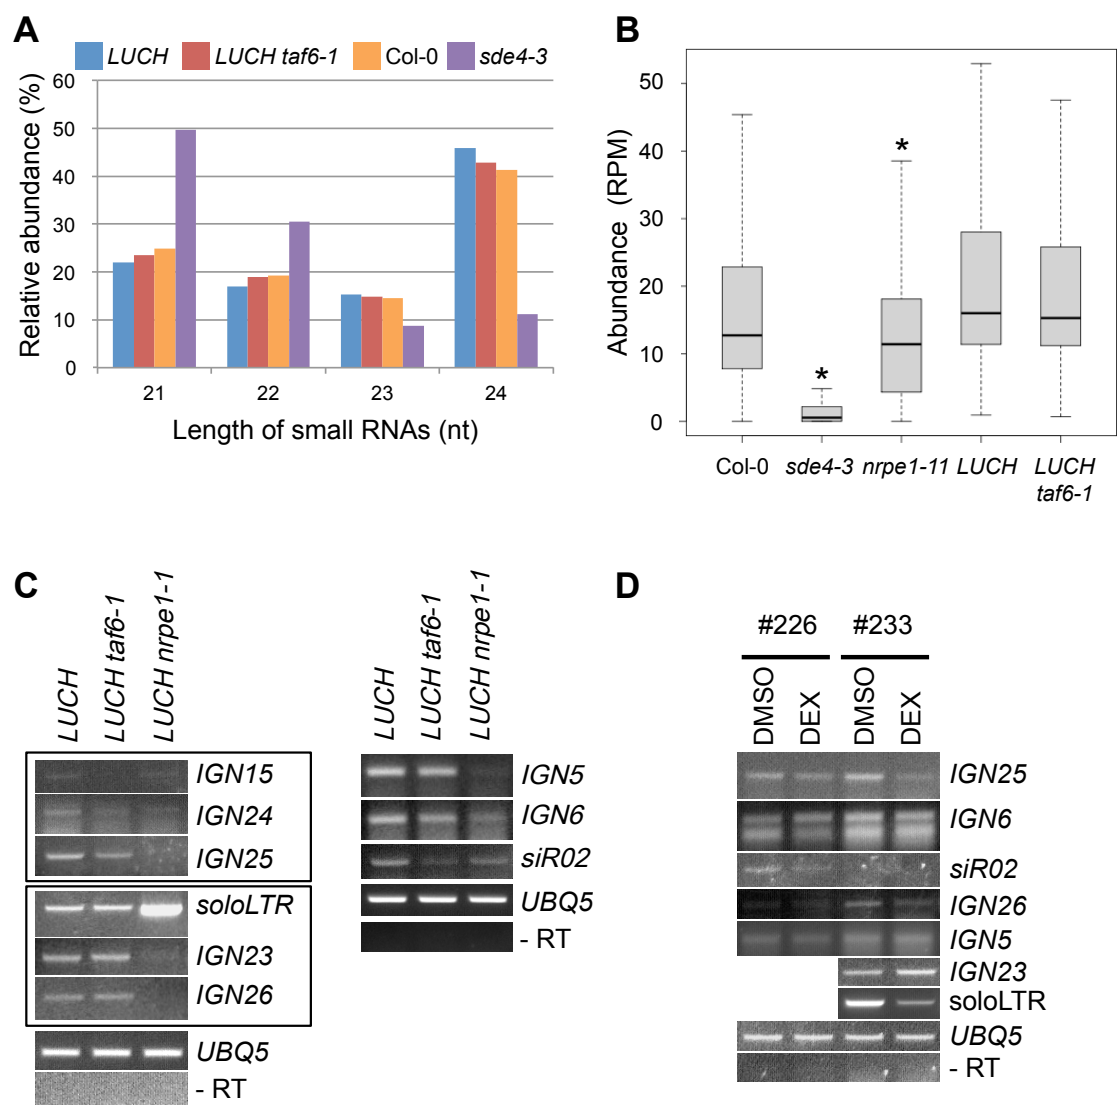 A
LUCH LUCH taf6-1 Col-0 sde4-3
Relative abundance (%)
60
50
40
30
20
10
0
21 22 23 24
Length of small RNAs (nt)
B
Abundance (RPM)
50
40
30
20
10
0
* *
Col-0 sde4-3 nrpe1-11 LUCH LUCH taf6-1
C
LUCH LUCH taf6-1 LUCH nrpe1-1
IGN15
IGN24
IGN25
soloLTR
IGN23
IGN26
UBQ5
- RT
LUCH LUCH taf6-1 LUCH nrpe1-1
IGN5
IGN6
siR02
UBQ5
- RT
D
#226 #233
DMSO DEX DMSO DEX
IGN25
IGN6
siR02
IGN26
IGN5
IGN23
soloLTR
UBQ5
- RT